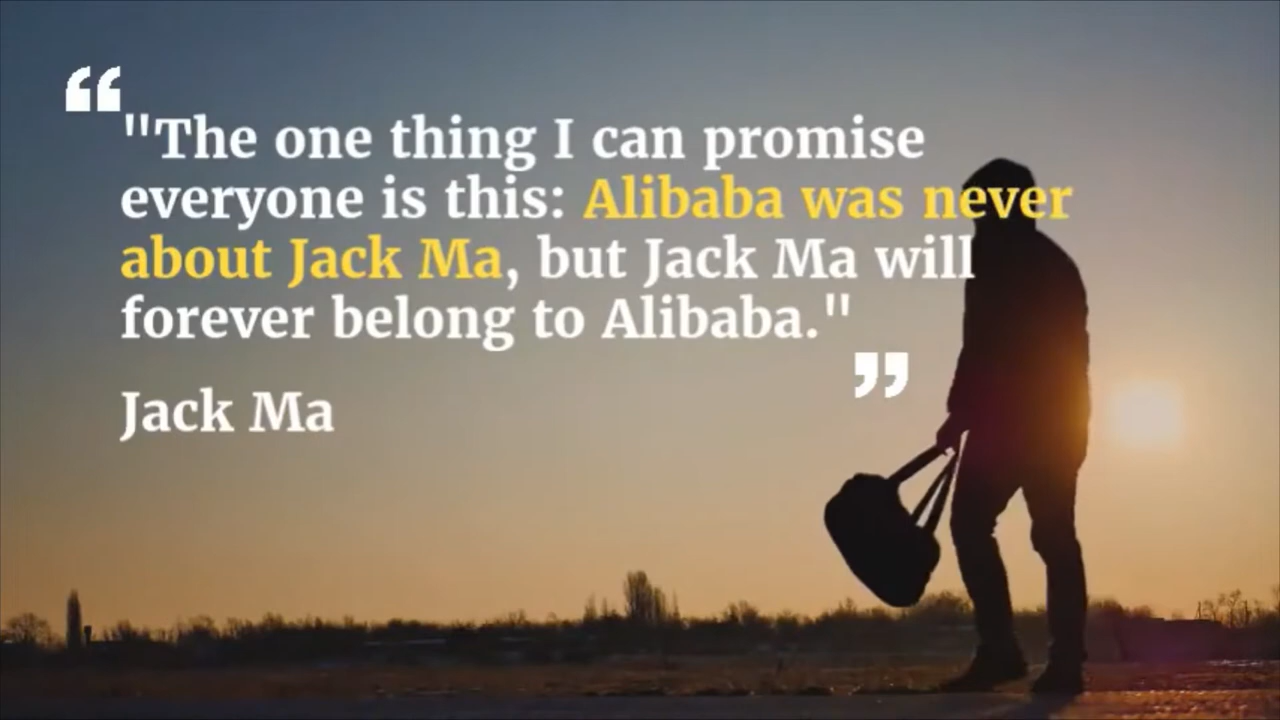 “
"The one thing I can promise
everyone is this: Alibaba was never
about Jack Ma, but Jack Ma will
forever belong to Alibaba."
”
Jack Ma